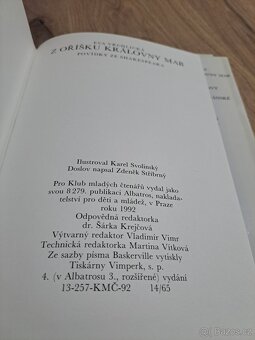 EVA VRCHLICKÁ
Z OŘÍŠKU KRÁLOVNY MAB
POVÍDKY ZE SHAKESPEARA
Ilustroval Karel Svolinský
Doslov napsal Zdeněk Stříbrný
Pro Klub mladých čtenářů vydal jako
svou 8 279. publikaci Albatros, naklada-
telství pro děti a mládež, v Praze
roku 1992
Odpovědná redaktorka
dr. Šárka Krejčová
Výtvarný redaktor Vladimír Vimr
Technická redaktorka Martina Vítková
Ze sazby písma Baskerville vytiskly
Tiskárny Vimperk, s. p.
4. (v Albatrosu 3., rozšířené) vydání
13-257-KMČ-92 14/65